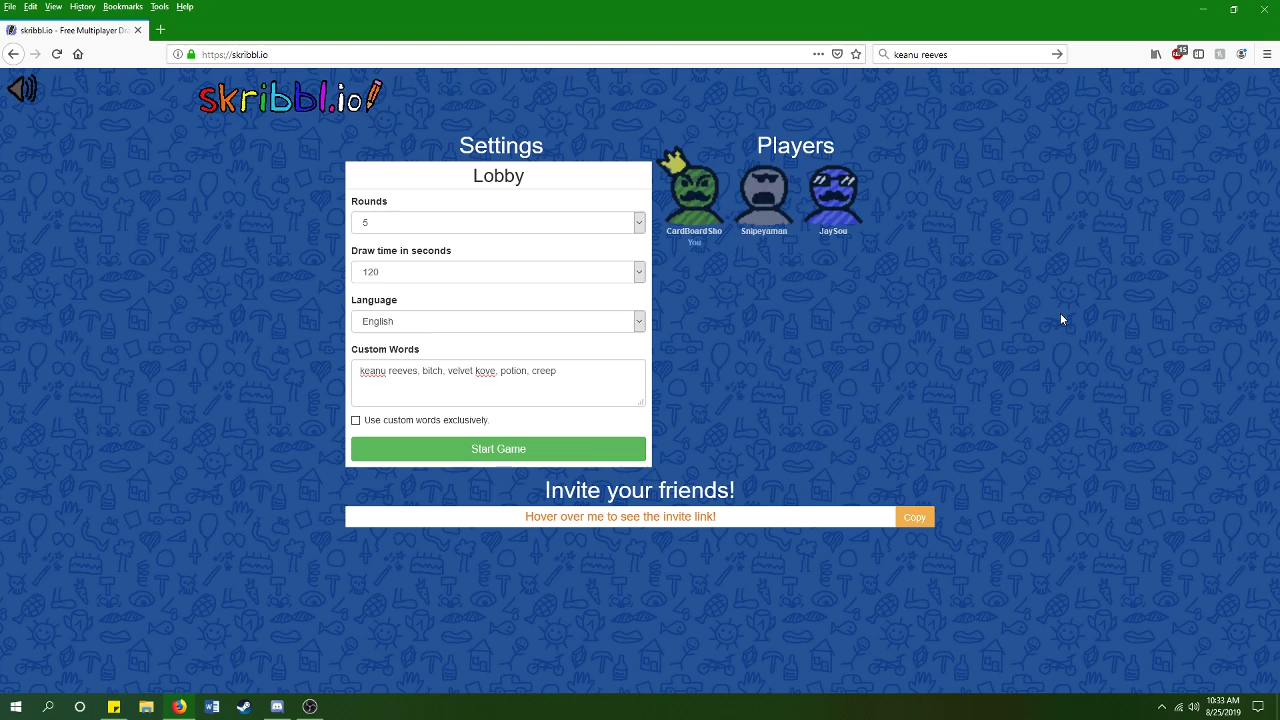 File Edit View History Bookmarks Tools Help
skribbl.io - Free Multiplayer Dra
https://skribbl.io
keanu reeves
15
skribbl.io
Settings
Players
Lobby
Rounds
5
CardBoardSho
You
Snipeyaman
JaySou
Draw time in seconds
120
Language
English
Custom Words
keanu reeves, bitch, velvet kove, potion, creep
Use custom words exclusively.
Start Game
Invite your friends!
Hover over me to see the invite link!
Copy
10:33 AM
8/25/2019